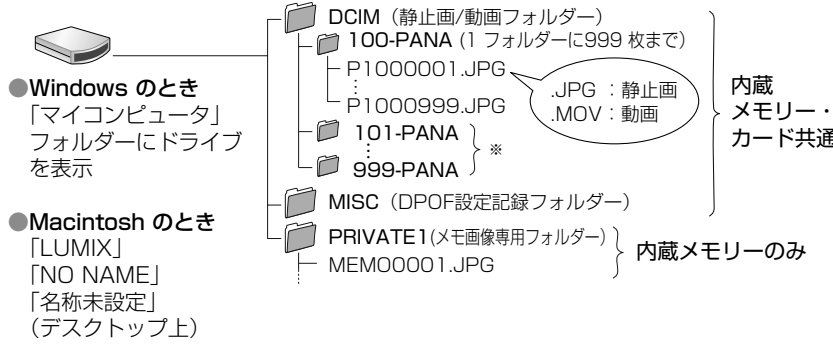 ●Windows のとき
「マイコンピュータ」
フォルダーにドライブ
を表示
●Macintosh のとき
「LUMIX」
「NO NAME」
「名称未設定」
（デスクトップ上）
DCIM（静止画/動画フォルダー）
100-PANA (1 フォルダーに999 枚まで)
P1000001.JPG
P1000999.JPG
.JPG ：静止画
.MOV：動画
101-PANA
999-PANA
※
MISC（DPOF設定記録フォルダー）
PRIVATE1(メモ画像専用フォルダー)
MEMO0001.JPG
内蔵
メモリー・
カード共通
内蔵メモリーのみ